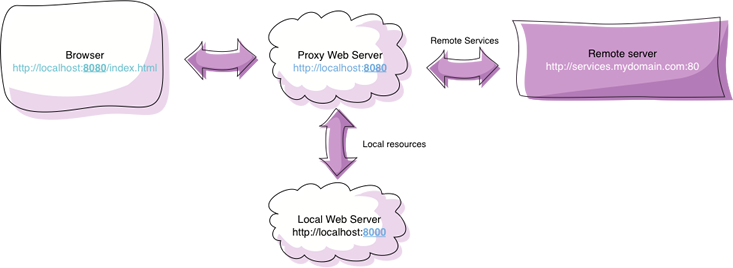 Browser
http://localhost:8080/index.html
Proxy Web Server
http://localhost:8080
Remote Services
Remote server
http://services.mydomain.com:80
Local resources
Local Web Server
http://localhost:8000